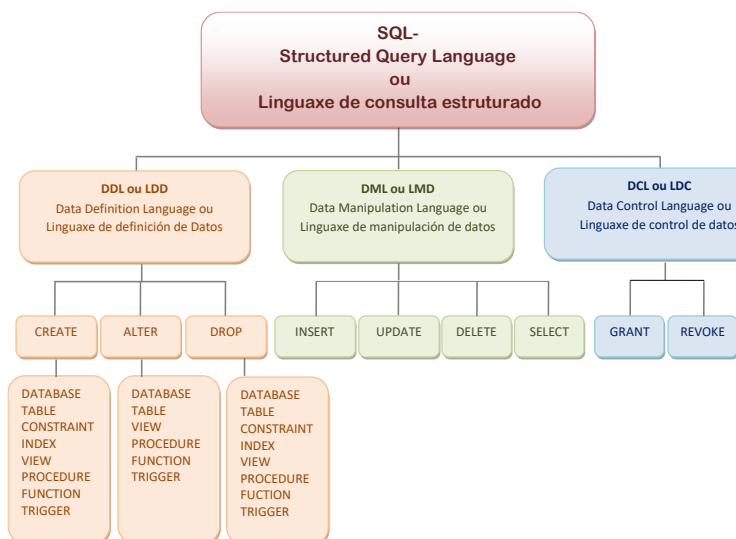 SQL-
Structured Query Language
ou
Linguaxe de consulta estruturado
DDL ou LDD
Data Definition Language ou
Linguaxe de definición de Datos
DML ou LMD
Data Manipulation Language ou
Linguaxe de manipulación de datos
DCL ou LDC
Data Control Language ou
Linguaxe de control de datos
CREATE
ALTER
DROP
INSERT
UPDATE
DELETE
SELECT
GRANT
REVOKE
DATABASE
TABLE
CONSTRAINT
INDEX
VIEW
PROCEDURE
FUNCTION
TRIGGER
DATABASE
TABLE
VIEW
PROCEDURE
FUNCTION
TRIGGER
DATABASE
TABLE
CONSTRAINT
INDEX
VIEW
PROCEDURE
FUCTION
TRIGGER